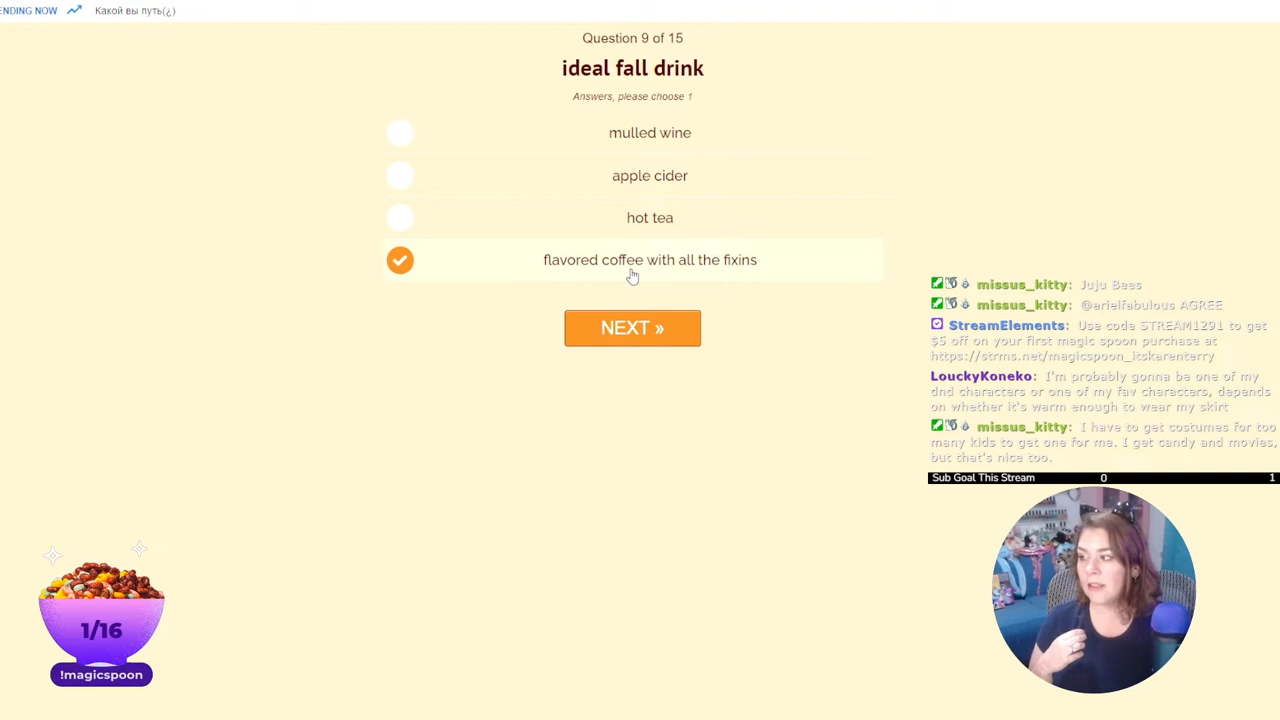 ENDING NOW
Какой вы путь(¿)
Question 9 of 15
ideal fall drink
Answers, please choose 1
mulled wine
apple cider
hot tea
flavored coffee with all the fixins
NEXT »
missus_kitty: Juju Bees
missus_kitty: @arielfabulous AGREE
StreamElements: Use code STREAM1291 to get
$5 off on your first magic spoon purchase at
https://strms.net/magicspoon_itskarenterry
LouckyKoneko: I'm probably gonna be one of my
dnd characters or one of my fav characters, depends
on whether it's warm enough to wear my skirt
missus_kitty: I have to get costumes for too
many kids to get one for me. I get candy and movies,
but that's nice too.
Sub Goal This Stream 0 1
1/16
!magicspoon